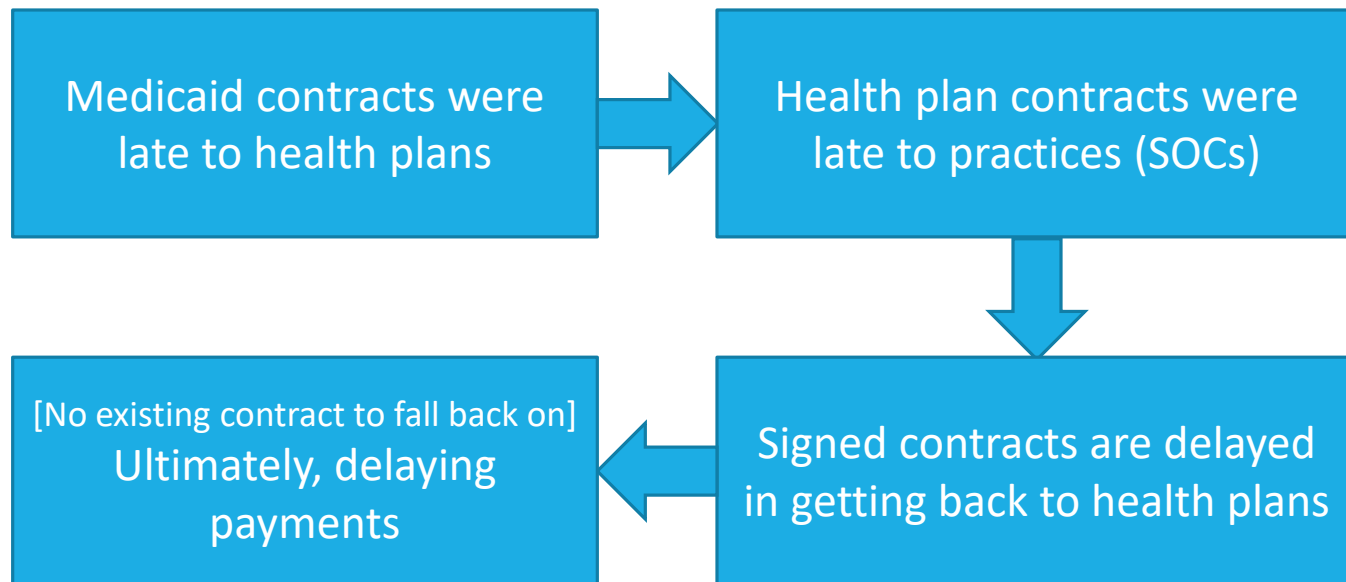 Medicaid contracts were
late to health plans
Health plan contracts were
late to practices (SOCs)
Signed contracts are delayed
in getting back to health plans
[No existing contract to fall back on]
Ultimately, delaying
payments